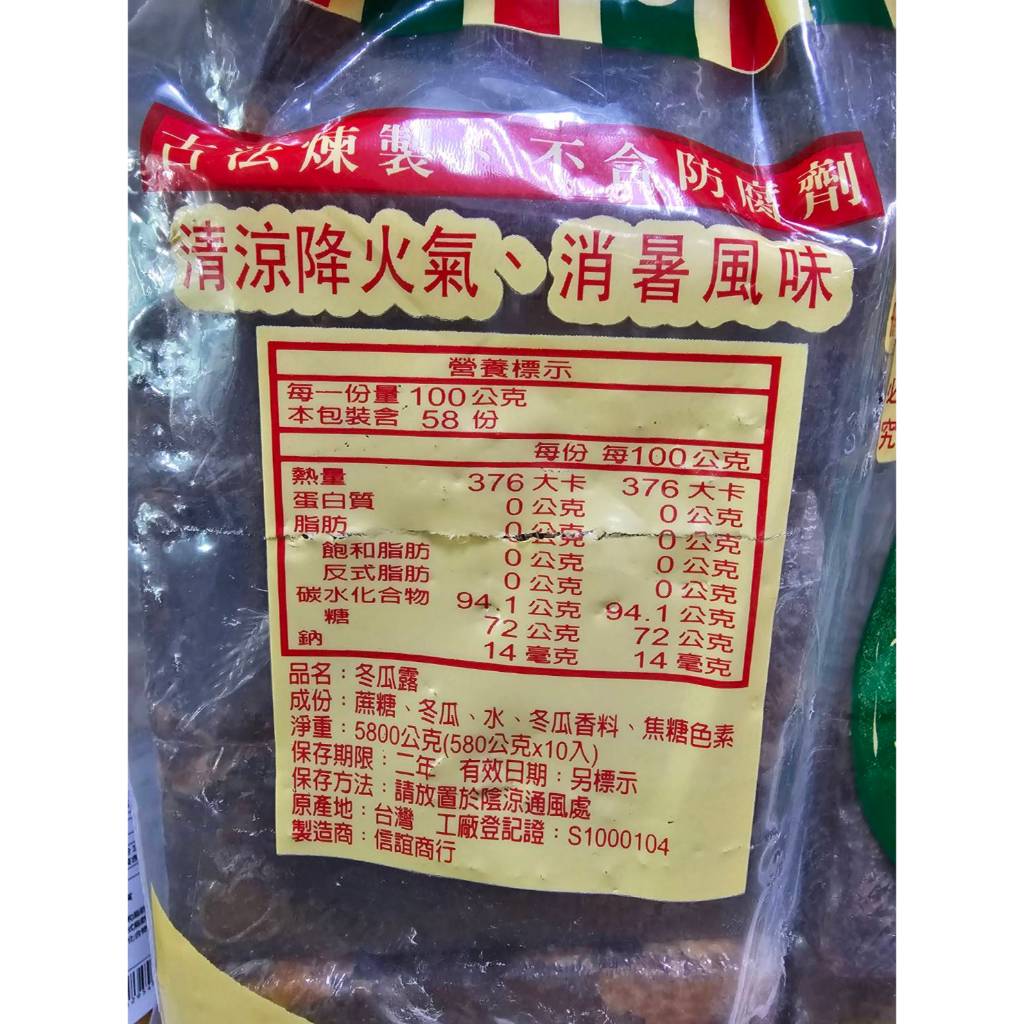 古法煉製、不含防腐劑
清涼降火氣、消暑風味
營養標示
每一份量 100公克
本包裝含 58 份
每份 每100公克
熱量 376 大卡 376 大卡
蛋白質 0 公克 0 公克
脂肪 0 公克 0 公克
飽和脂肪 0 公克 0 公克
反式脂肪 0 公克 0 公克
碳水化合物 94.1 公克 94.1 公克
糖 72 公克 72 公克
鈉 14 毫克 14 毫克
品名：冬瓜露
成份：蔗糖、冬瓜、水、冬瓜香料、焦糖色素
淨重：5800公克(580公克x10入)
保存期限：二年 有效日期：另標示
保存方法：請放置於陰涼通風處
原產地：台灣 工廠登記證：S1000104
製造商：信誼商行
究